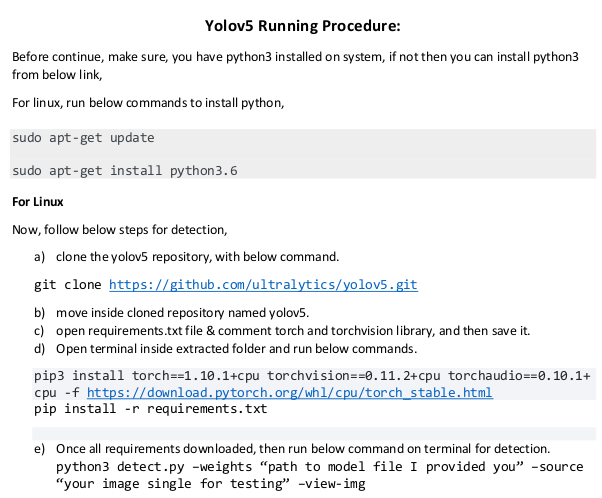 Yolov5 Running Procedure:
Before continue, make sure, you have python3 installed on system, if not then you can install python3
from below link,
For linux, run below commands to install python,
sudo apt-get update
sudo apt-get install python3.6
For Linux
Now, follow below steps for detection,
a) clone the yolov5 repository, with below command.
git clone https://github.com/ultralytics/yolov5.git
b) move inside cloned repository named yolov5.
c) open requirements.txt file & comment torch and torchvision library, and then save it.
d) Open terminal inside extracted folder and run below commands.
pip3 install torch==1.10.1+cpu torchvision==0.11.2+cpu torchaudio==0.10.1+
cpu -f https://download.pytorch.org/whl/cpu/torch_stable.html
pip install -r requirements.txt
e) Once all requirements downloaded, then run below command on terminal for detection.
python3 detect.py –weights “path to model file I provided you” –source
“your image single for testing” –view-img